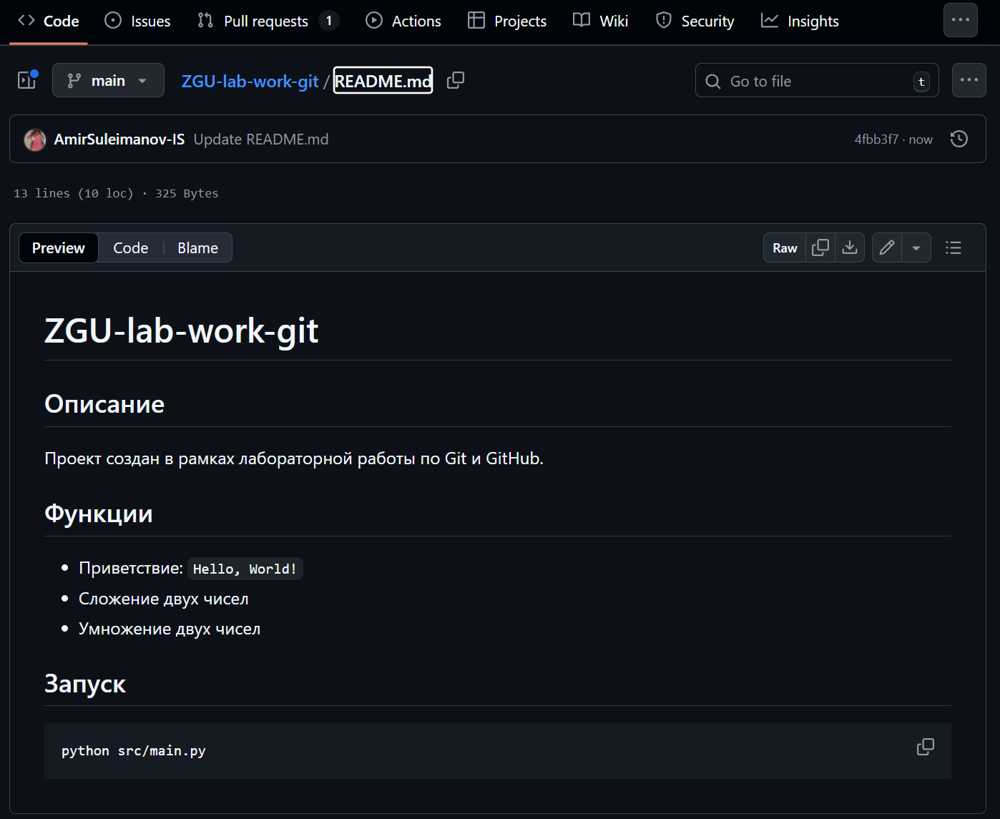 Code Issues Pull requests 1 Actions Projects Wiki Security Insights
main ZGU-lab-work-git / README.md Go to file t
AmirSuleimanov-IS Update README.md 4fbb3f7 · now
13 lines (10 loc) · 325 Bytes
Preview Code Blame Raw
ZGU-lab-work-git
Описание
Проект создан в рамках лабораторной работы по Git и GitHub.
Функции
• Приветствие: Hello, World!
• Сложение двух чисел
• Умножение двух чисел
Запуск
python src/main.py